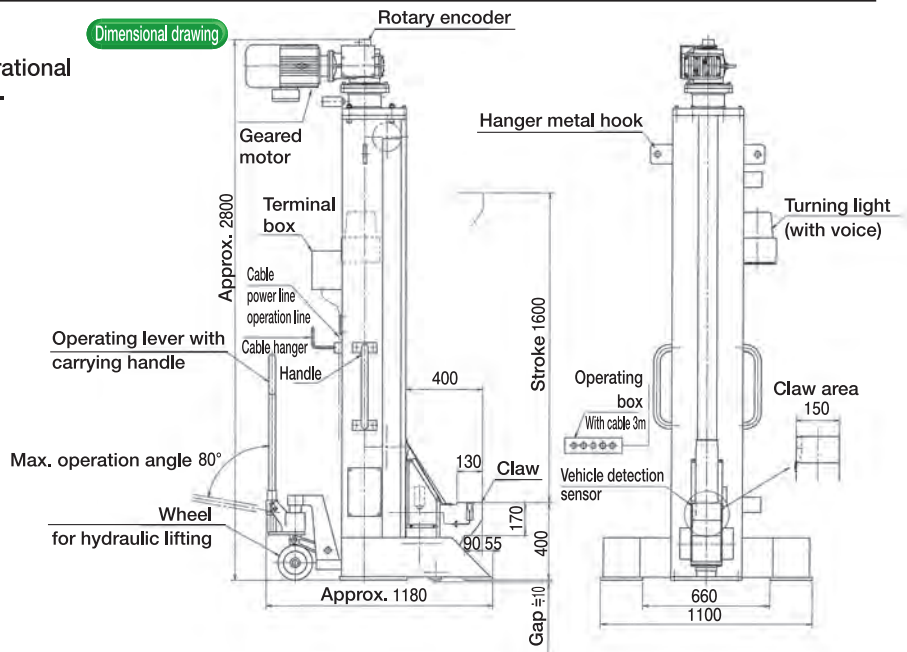 Dimensional drawing
Rotary encoder
rational
Geared
motor
Hanger metal hook
Terminal
box
Turning light
(with voice)
Approx. 2800
Cable
power line
operation line
Stroke 1600
Operating lever with
carrying handle
Cable hanger
Handle
400
Operating
box
With cable 3m
Claw area
150
Max. operation angle 80°
130
Claw
Vehicle detection
sensor
Wheel
for hydraulic lifting
170
400
90 55
Approx. 1180
Gap ≒10
660
1100